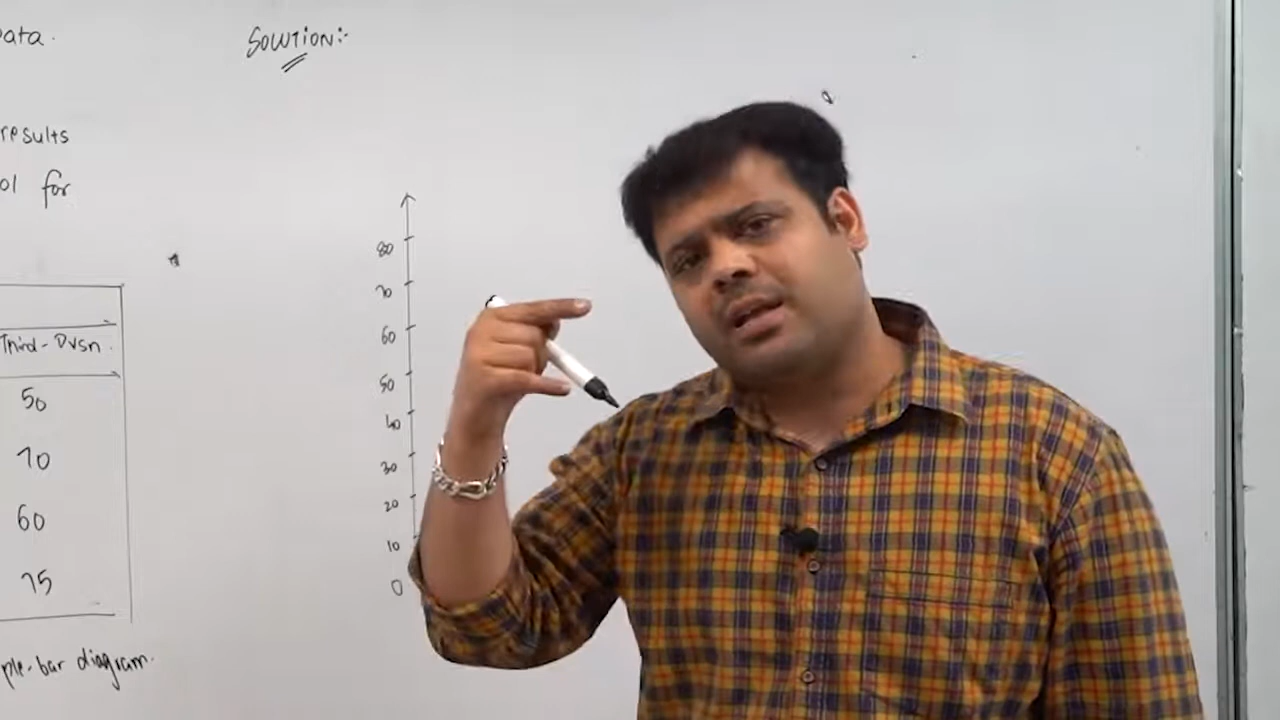 ata.
Solution:-
results
ol for
Third-Dvsn.
50
70
60
75
ple-bar diagram.
80
70
60
50
40
30
20
10
0